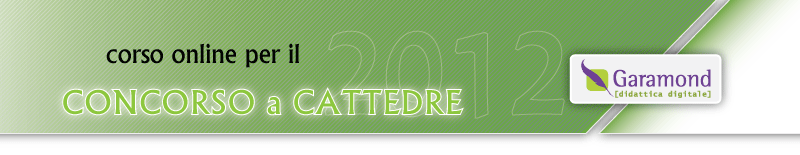 corso online per il
2012
CONCORSO a CATTEDRE
Garamond
[didattica digitale]